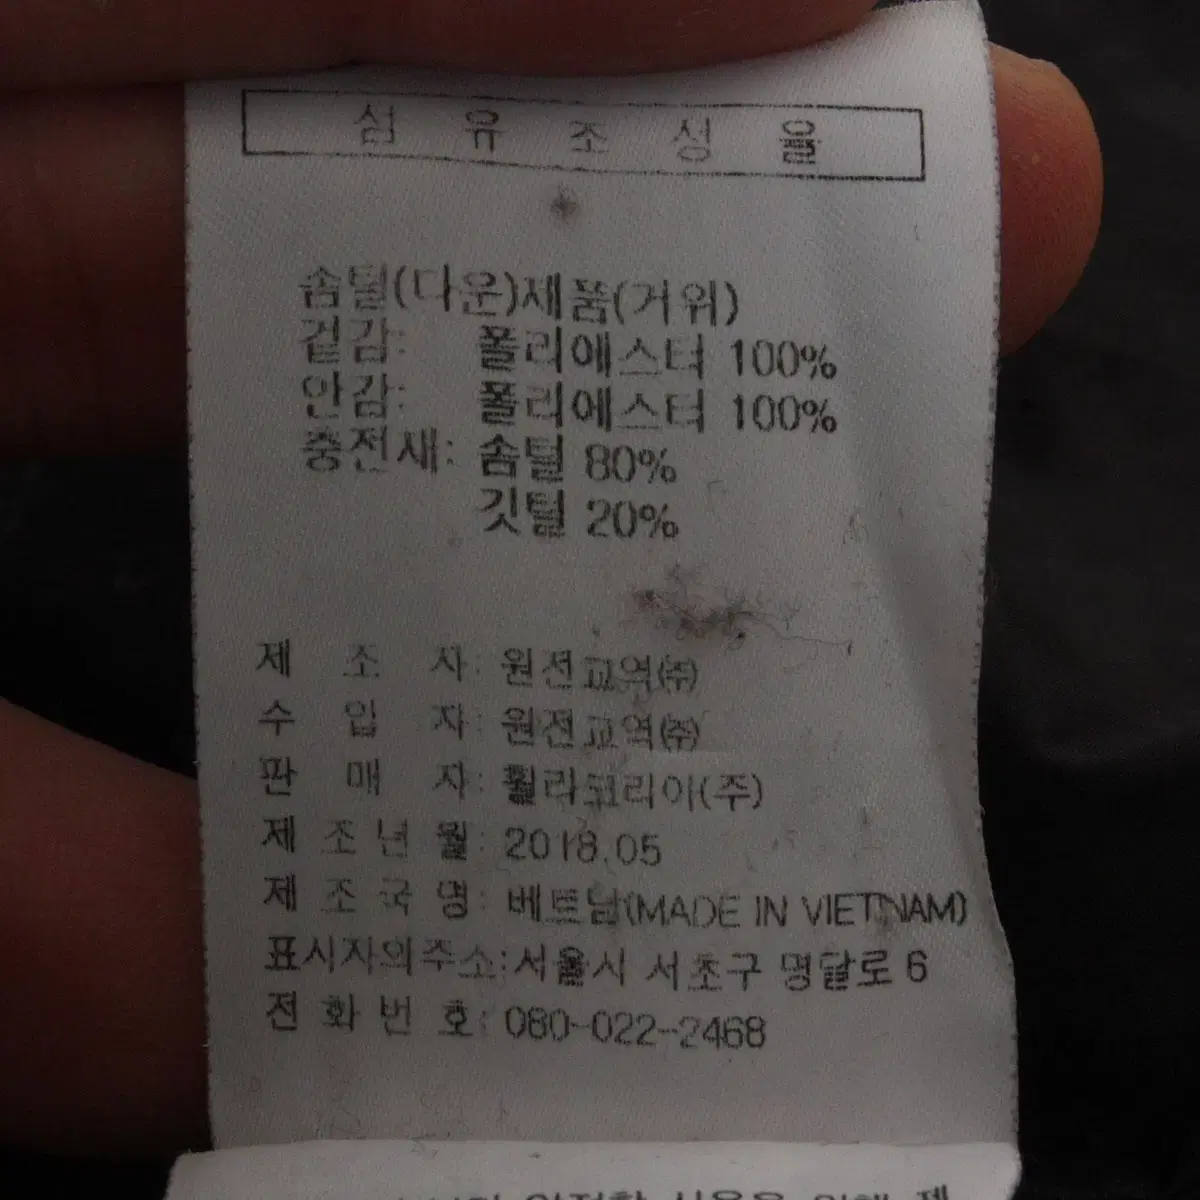 섬 유 조 성 율
솜털(다운)제품(거위)
겉감: 폴리에스터 100%
안감: 폴리에스터 100%
충전재: 솜털 80%
깃털 20%
제 조 자: 원전교역(주)
수 입 자: 원전교역(주)
판 매 자: 휠라코리아(주)
제 조 년 월: 2018.05
제 조 국 명: 베트남(MADE IN VIETNAM)
표시자의주소:서울시 서초구 명달로 6
전 화 번 호: 080-022-2468